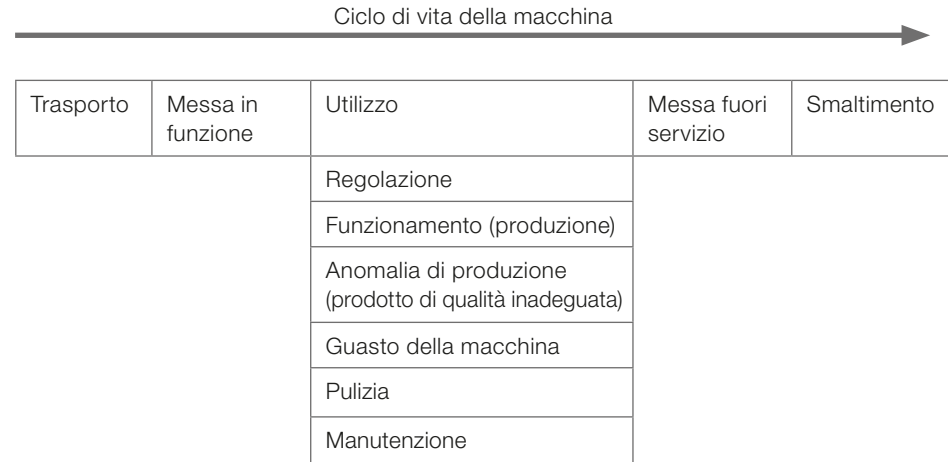 Ciclo di vita della macchina
Trasporto
Messa in
funzione
Utilizzo
Messa fuori
servizio
Smaltimento
Regolazione
Funzionamento (produzione)
Anomalia di produzione
(prodotto di qualità inadeguata)
Guasto della macchina
Pulizia
Manutenzione